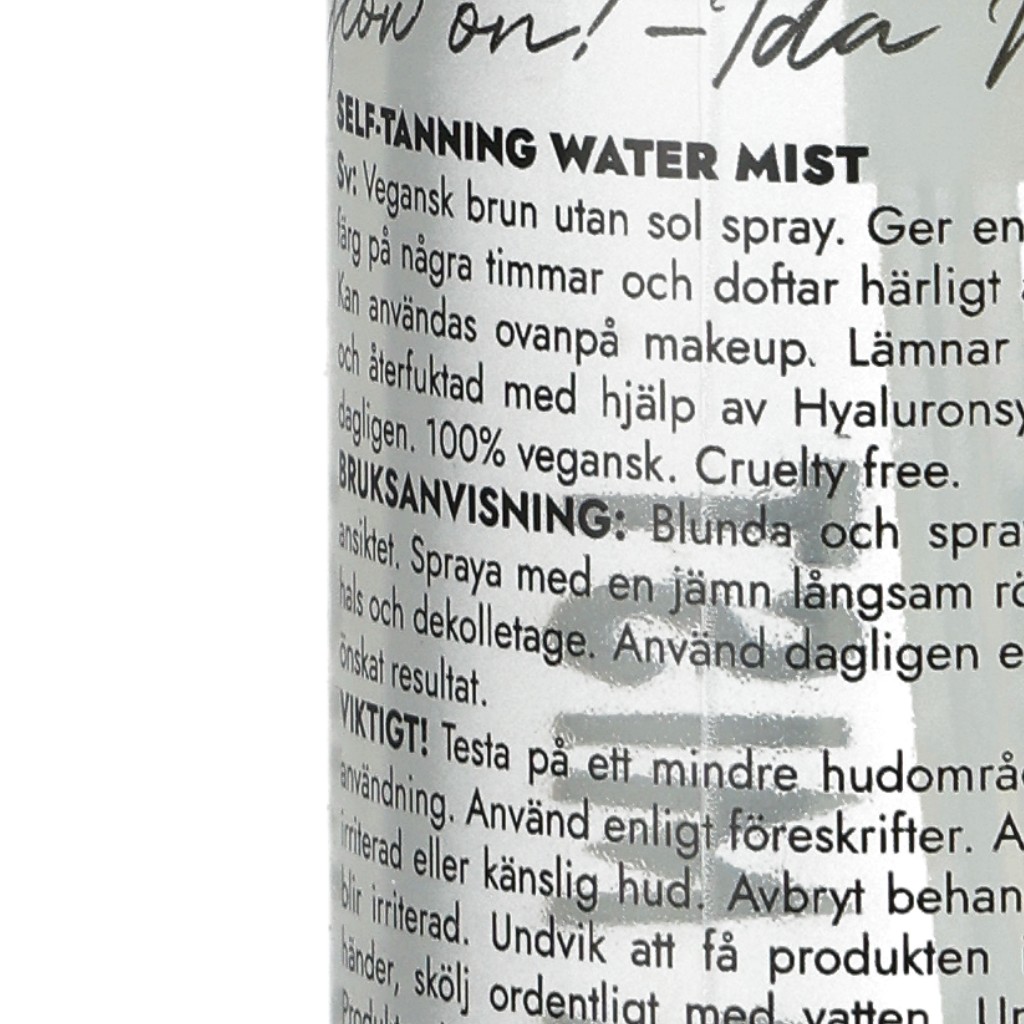 on! -Ida
SELF-TANNING WATER MIST
Sv: Vegansk brun utan sol spray. Ger en
färg på några timmar och doftar härligt
Kan användas ovanpå makeup. Lämnar
och återfuktad med hjälp av Hyaluronsy
dagligen. 100% vegansk. Cruelty free.
BRUKSANVISNING: Blunda och spra
ansiktet. Spraya med en jämn långsam rö
hals och dekolletage. Använd dagligen e
önskat resultat.
VIKTIGT! Testa på ett mindre hudområ
användning. Använd enligt föreskrifter. A
irriterad eller känslig hud. Avbryt behan
blir irriterad. Undvik att få produkten
händer, skölj ordentligt med vatten. Un
MIST